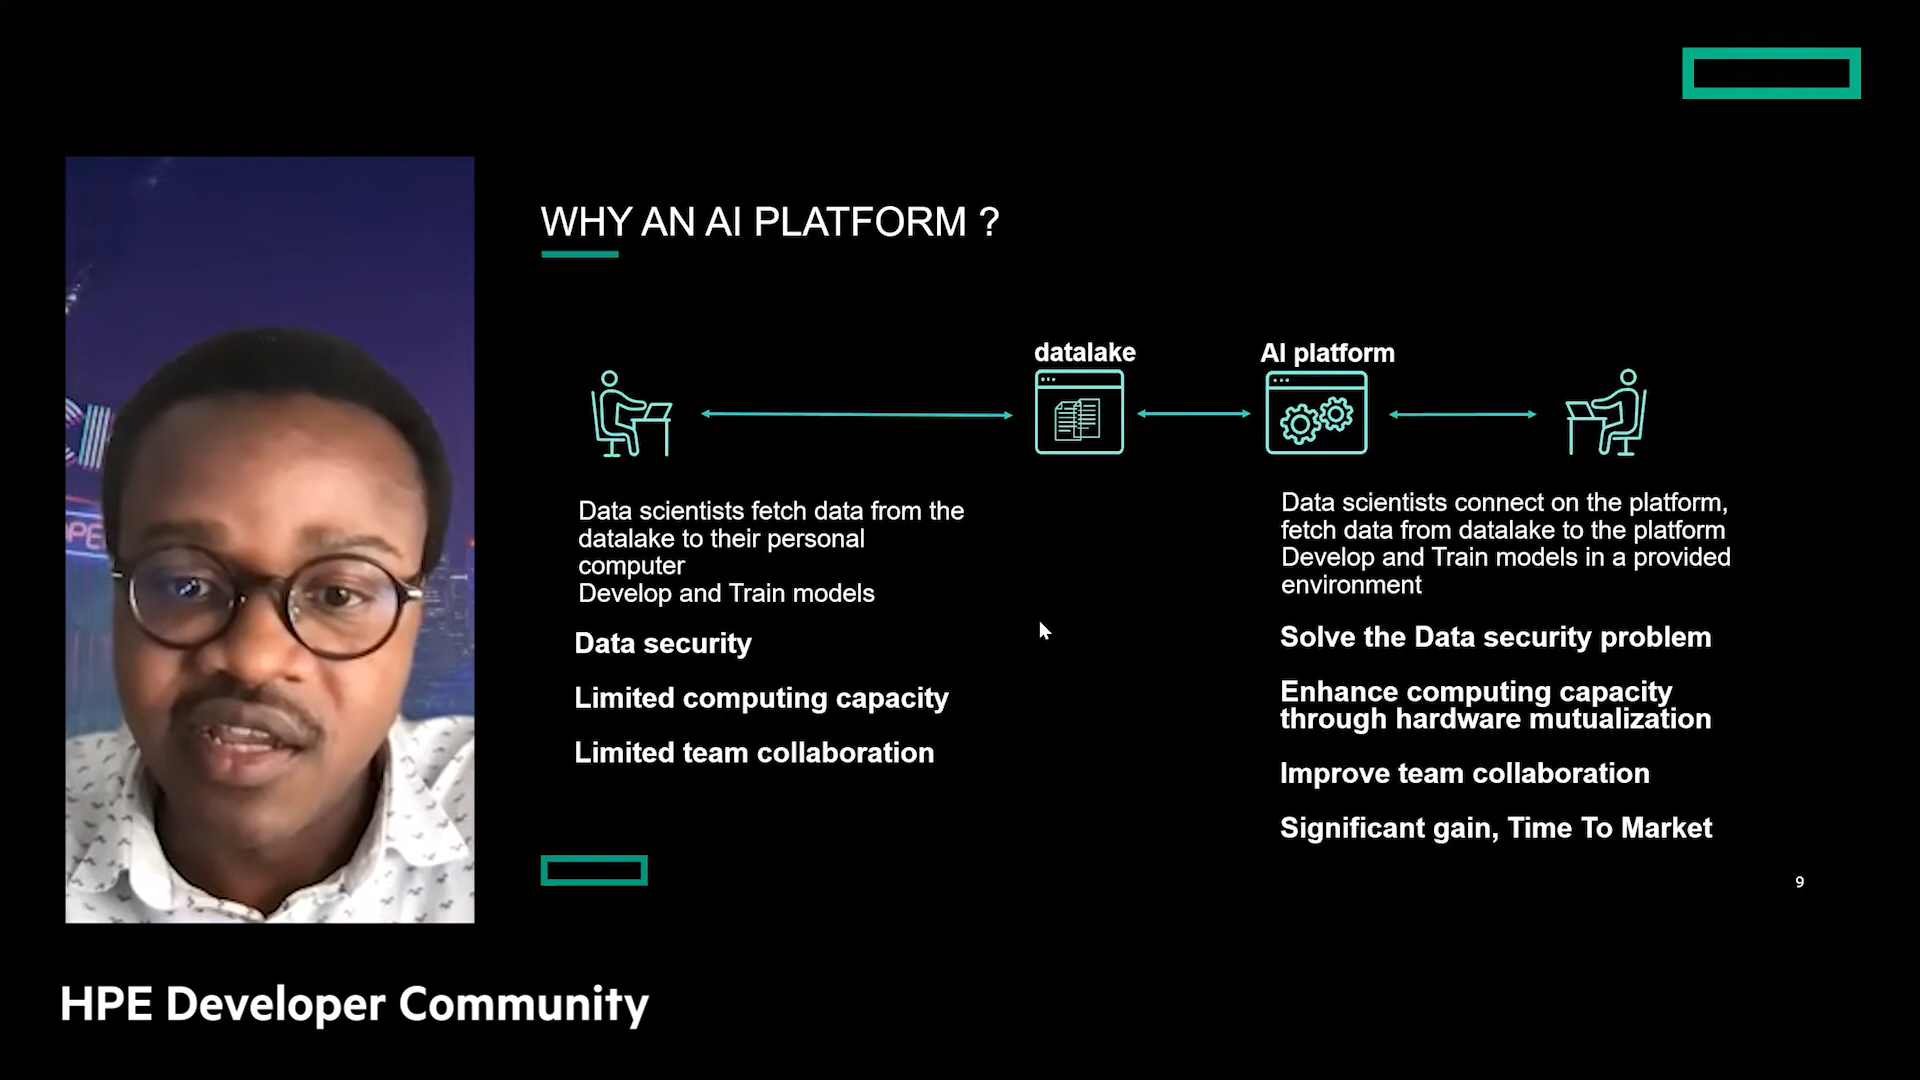 WHY AN AI PLATFORM ?
datalake
AI platform
Data scientists fetch data from the
datalake to their personal
computer
Develop and Train models
Data security
Limited computing capacity
Limited team collaboration
Data scientists connect on the platform,
fetch data from datalake to the platform
Develop and Train models in a provided
environment
Solve the Data security problem
Enhance computing capacity
through hardware mutualization
Improve team collaboration
Significant gain, Time To Market
9
HPE Developer Community